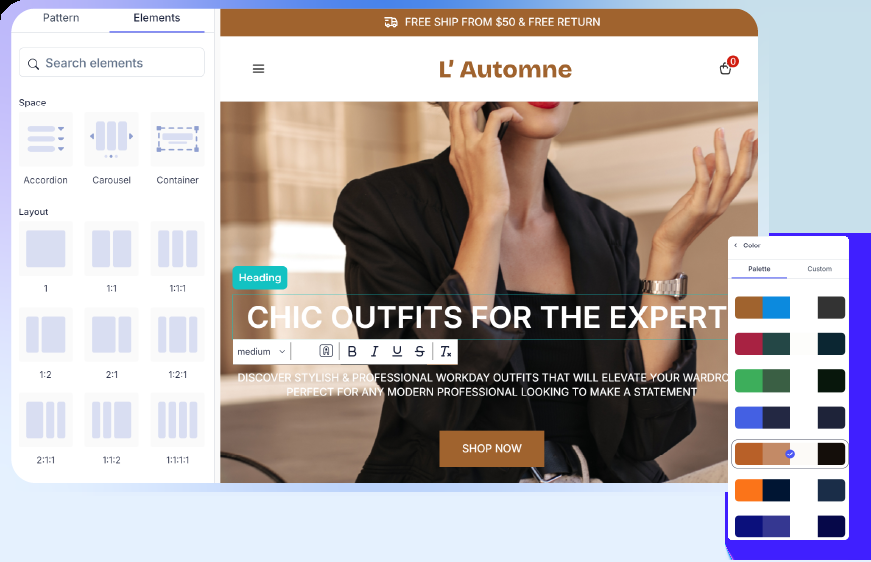 Pattern
Elements
Search elements
Space
Accordion
Carousel
Container
Layout
1
1:1
1:1:1
1:2
2:1
1:2:1
2:1:1
1:1:2
1:1:1:1
FREE SHIP FROM $50 & FREE RETURN
L' Automne
0
Heading
CHIC OUTFITS FOR THE EXPERT
medium
A
B I U S Tx
DISCOVER STYLISH & PROFESSIONAL WORKDAY OUTFITS THAT WILL ELEVATE YOUR WARDRO
PERFECT FOR ANY MODERN PROFESSIONAL LOOKING TO MAKE A STATEMENT
SHOP NOW
Color
Palette
Custom